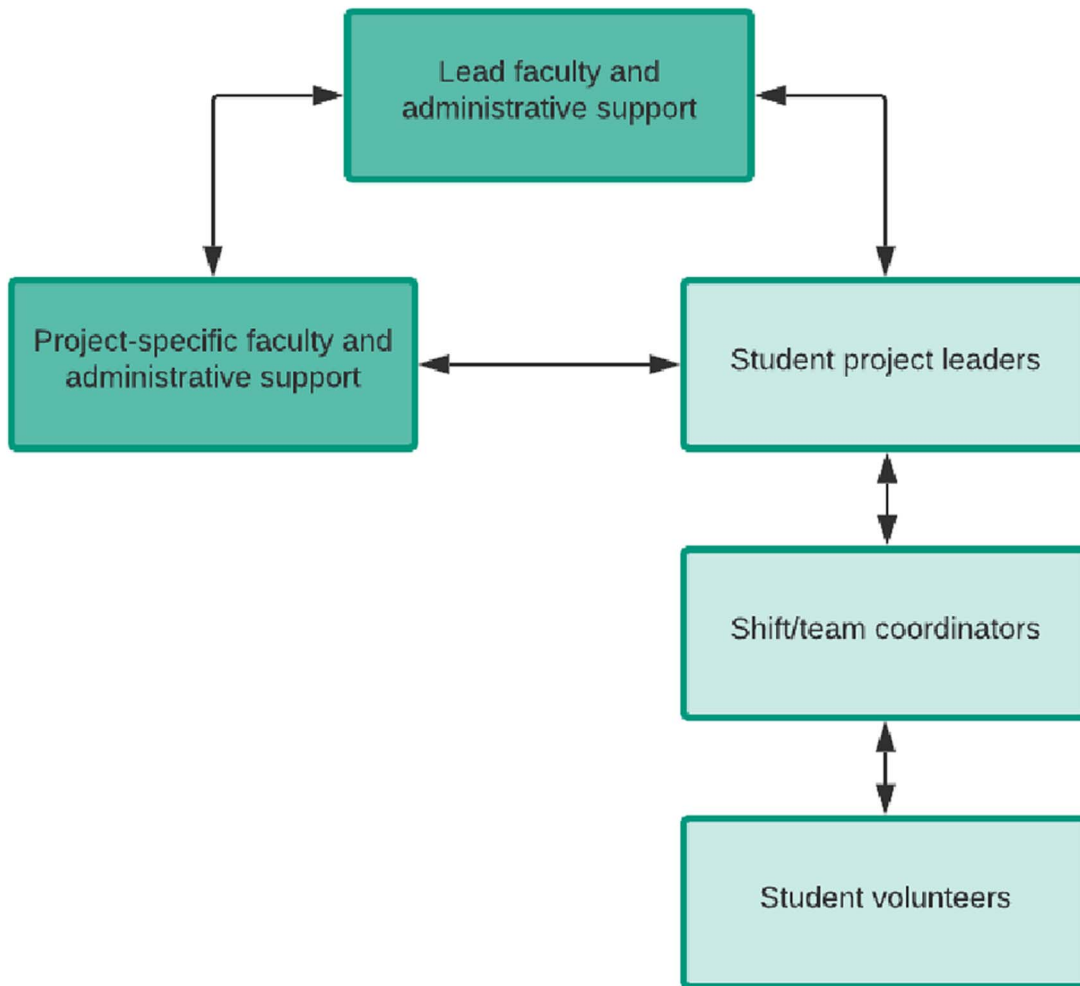 Lead faculty and
administrative support
Project-specific faculty and
administrative support
Student project leaders
Shift/team coordinators
Student volunteers